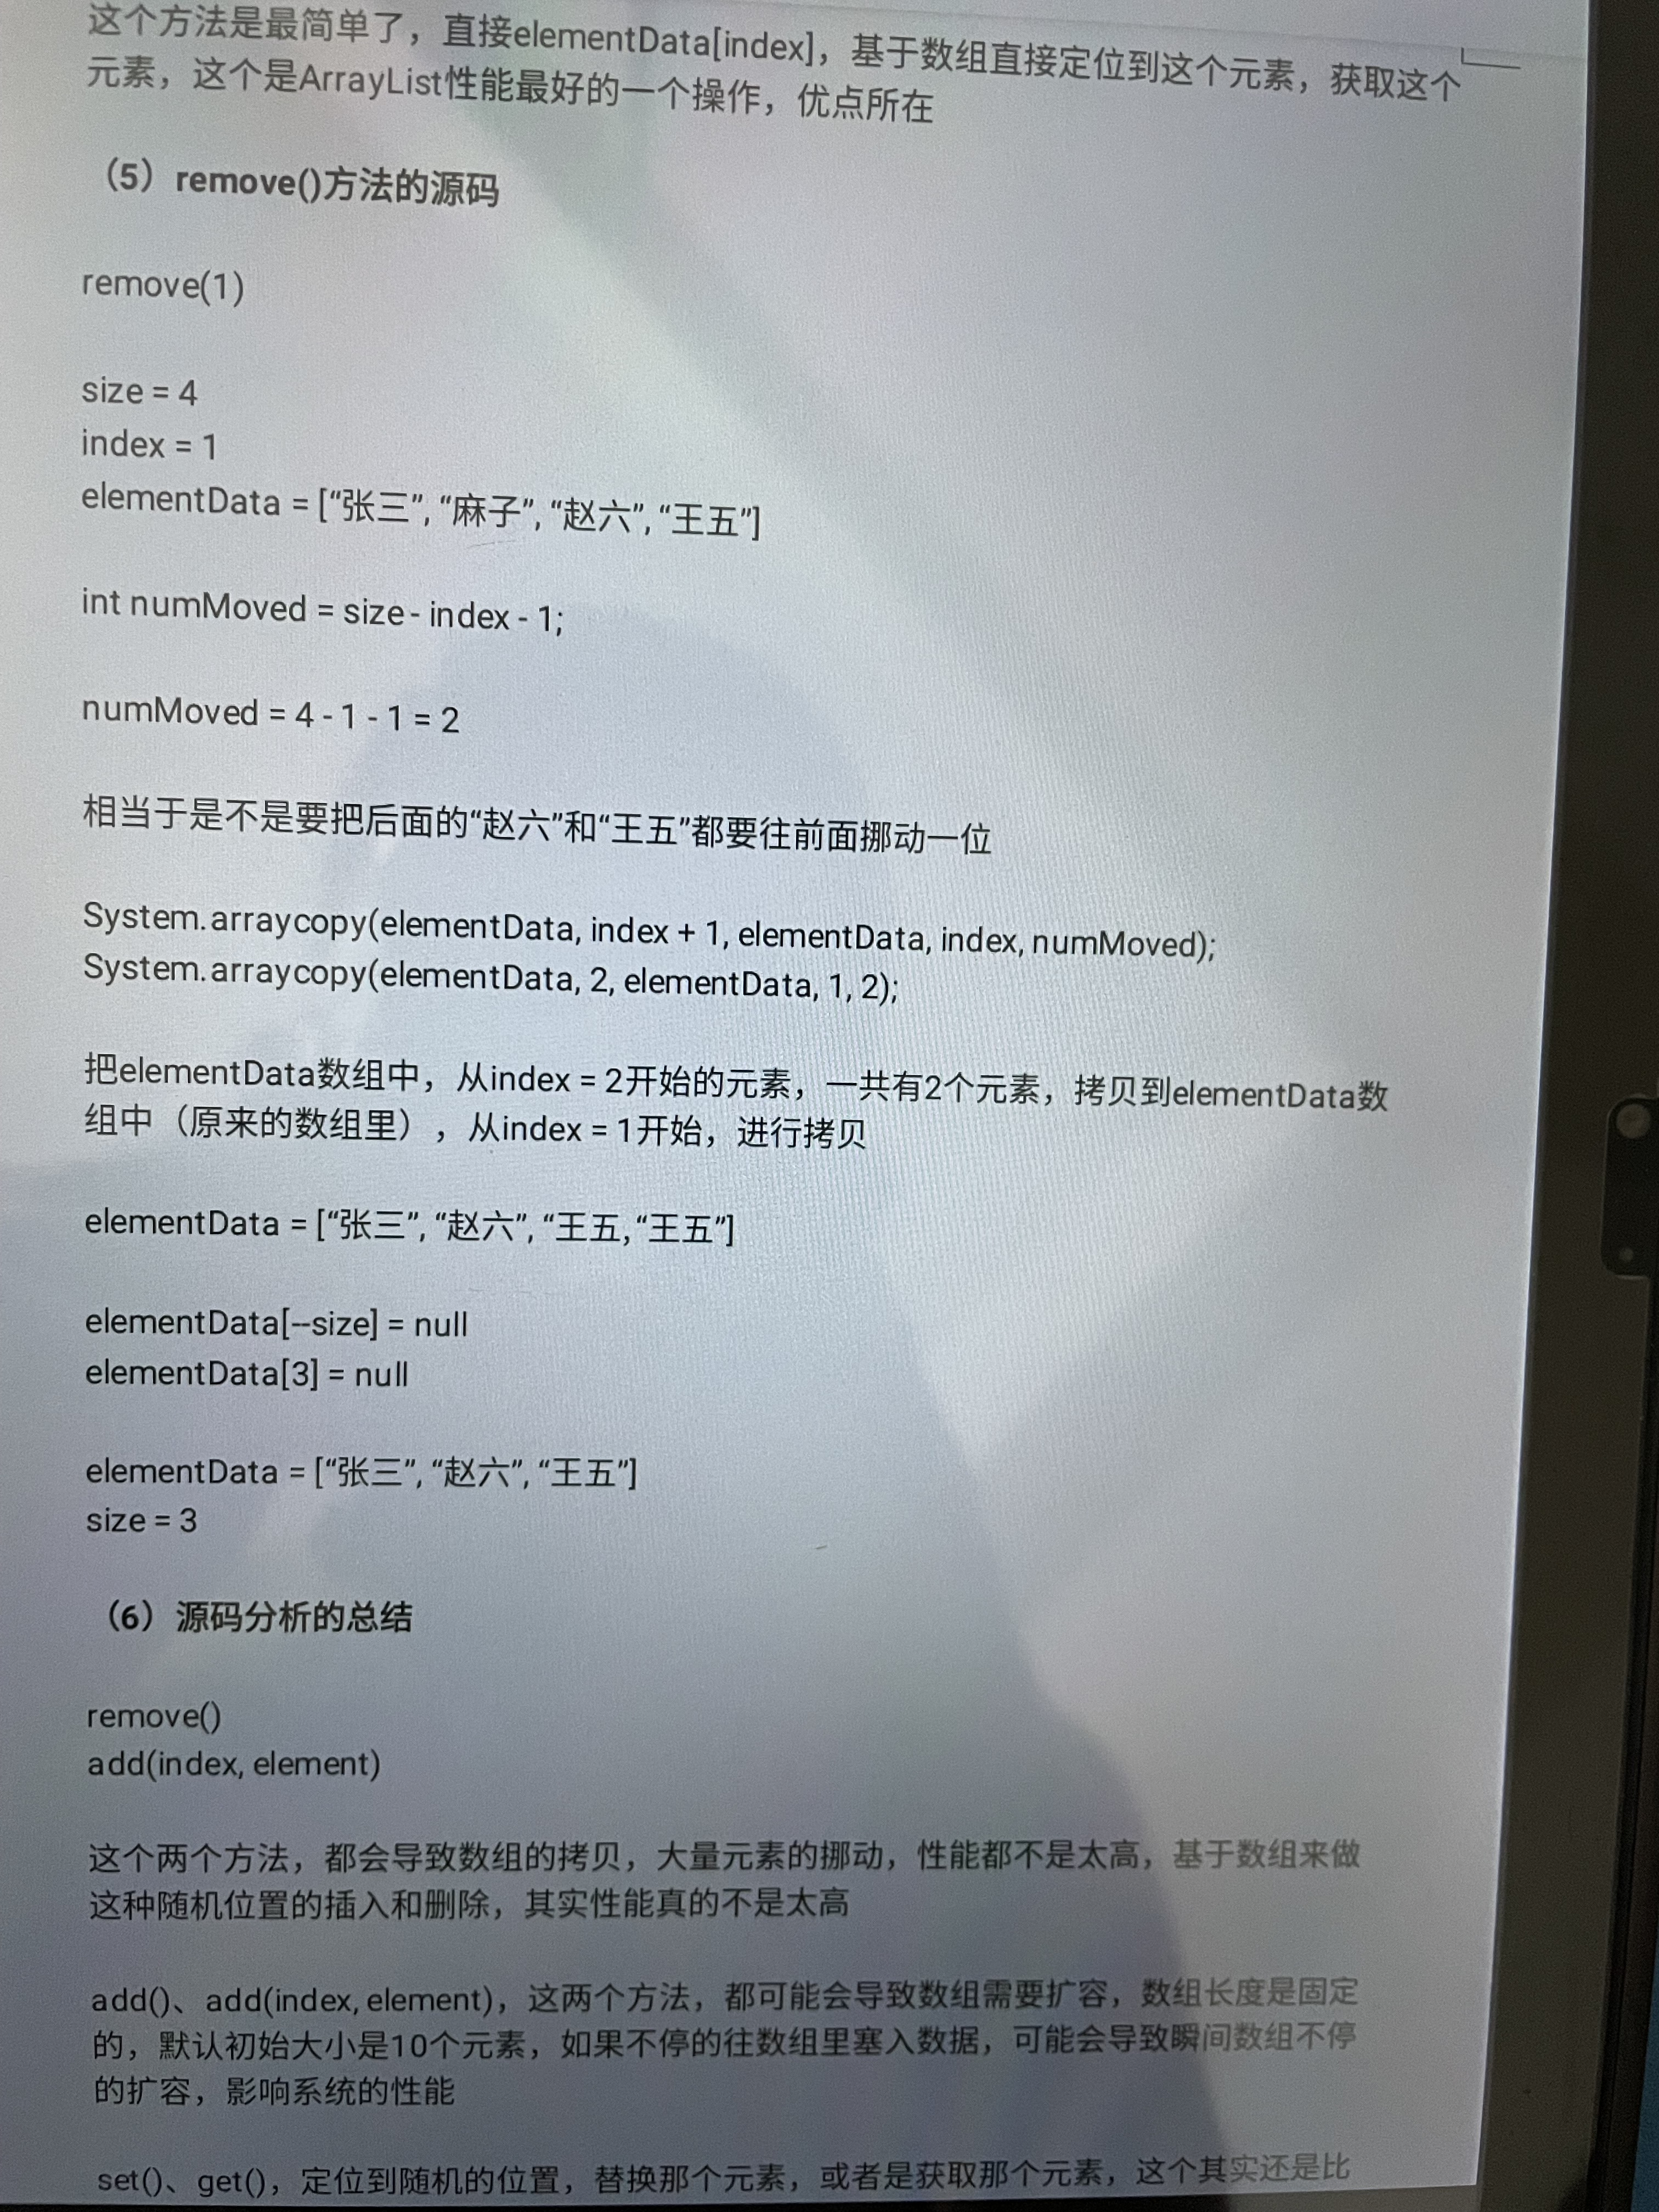 这个方法是最简单了，直接elementData[index]，基于数组直接定位到这个元素，获取这个
元素，这个是ArrayList性能最好的一个操作，优点所在
（5）remove()方法的源码
remove(1)
size = 4
index = 1
elementData = [“张三”, “麻子”, “赵六”, “王五”]
int numMoved = size - index - 1;
numMoved = 4 - 1 - 1 = 2
相当于是不是要把后面的“赵六”和“王五”都要往前面挪动一位
System.arraycopy(elementData, index + 1, elementData, index, numMoved);
System.arraycopy(elementData, 2, elementData, 1, 2);
把elementData数组中，从index = 2开始的元素，一共有2个元素，拷贝到elementData数
组中（原来的数组里），从index = 1开始，进行拷贝
elementData = [“张三”, “赵六”, “王五, “王五”]
elementData[--size] = null
elementData[3] = null
elementData = [“张三”, “赵六”, “王五”]
size = 3
（6）源码分析的总结
remove()
add(index, element)
这个两个方法，都会导致数组的拷贝，大量元素的挪动，性能都不是太高，基于数组来做
这种随机位置的插入和删除，其实性能真的不是太高
add()、add(index, element)，这两个方法，都可能会导致数组需要扩容，数组长度是固定
的，默认初始大小是10个元素，如果不停的往数组里塞入数据，可能会导致瞬间数组不停
的扩容，影响系统的性能
set()、get()，定位到随机的位置，替换那个元素，或者是获取那个元素，这个其实还是比